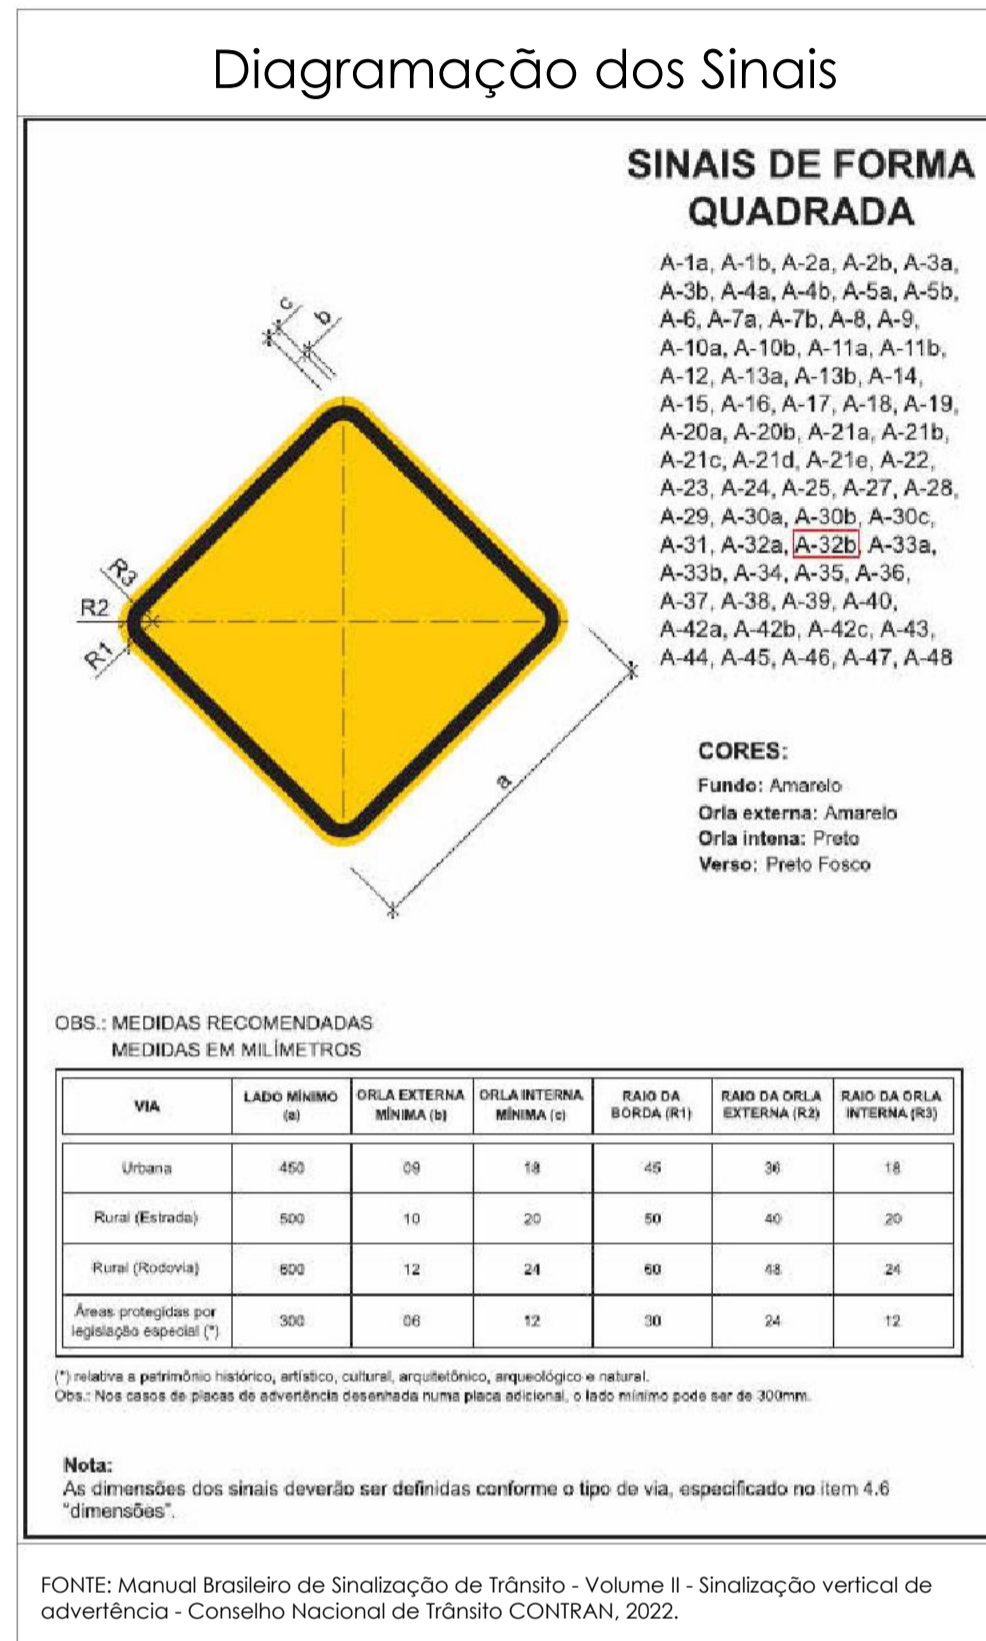 Diagramação dos Sinais
SINAIS DE FORMA
QUADRADA
A-1a, A-1b, A-2a, A-2b, A-3a,
A-3b, A-4a, A-4b, A-5a, A-5b,
A-6, A-7a, A-7b, A-8, A-9,
A-10a, A-10b, A-11a, A-11b,
A-12, A-13a, A-13b, A-14,
A-15, A-16, A-17, A-18, A-19,
A-20a, A-20b, A-21a, A-21b,
A-21c, A-21d, A-21e, A-22,
A-23, A-24, A-25, A-27, A-28,
A-29, A-30a, A-30b, A-30c,
A-31, A-32a, A-32b, A-33a,
A-33b, A-34, A-35, A-36,
A-37, A-38, A-39, A-40,
A-42a, A-42b, A-42c, A-43,
A-44, A-45, A-46, A-47, A-48
c
b
R3
R2
R1
a
CORES:
Fundo: Amarelo
Orla externa: Amarelo
Orla intena: Preto
Verso: Preto Fosco
OBS.: MEDIDAS RECOMENDADAS
MEDIDAS EM MILÍMETROS
VIA LADO MÍNIMO (a) ORLA EXTERNA MÍNIMA (b) ORLA INTERNA MÍNIMA (c) RAIO DA BORDA (R1) RAIO DA ORLA EXTERNA (R2) RAIO DA ORLA INTERNA (R3)
Urbana 450 09 18 45 36 18
Rural (Estrada) 500 10 20 50 40 20
Rural (Rodovia) 600 12 24 60 48 24
Áreas protegidas por legislação especial (*) 300 06 12 30 24 12
(*) relativa a patrimônio histórico, artístico, cultural, arquitetônico, arqueológico e natural.
Obs.: Nos casos de placas de advertência desenhada numa placa adicional, o lado mínimo pode ser de 300mm.
Nota:
As dimensões dos sinais deverão ser definidas conforme o tipo de via, especificado no item 4.6
"dimensões".
FONTE: Manual Brasileiro de Sinalização de Trânsito - Volume II - Sinalização vertical de
advertência - Conselho Nacional de Trânsito CONTRAN, 2022.